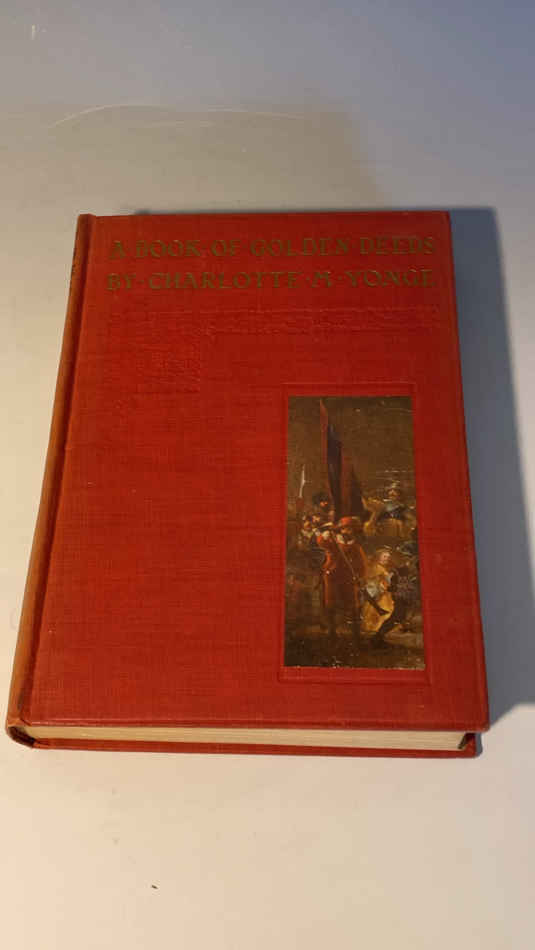 A BOOK · OF GOLDEN · DEEDS
BY · CHARLOTTE · M · YONGE